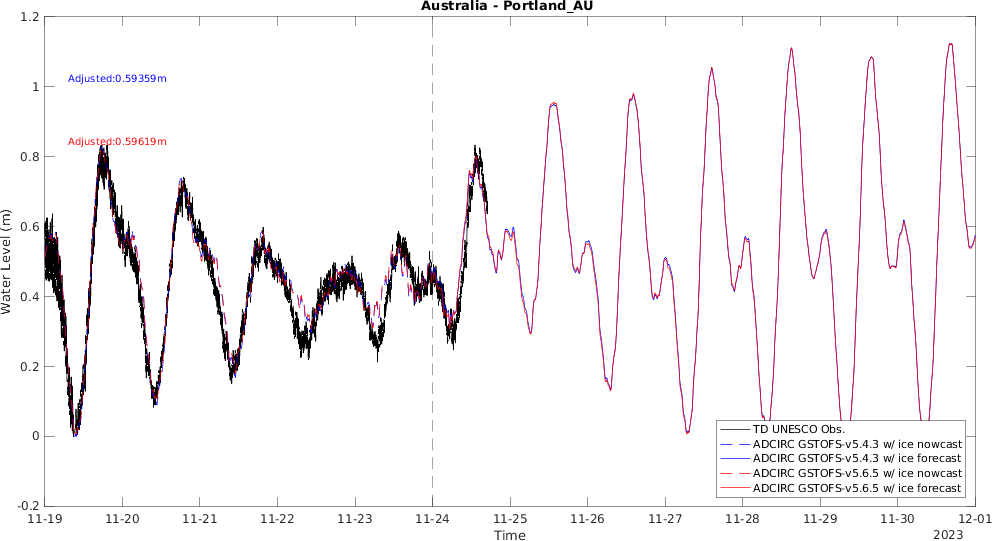 Australia - Portland_AU
1.2
1
0.8
0.6
0.4
0.2
0
-0.2
Water Level (m)
Adjusted:0.59359m
Adjusted:0.59619m
TD UNESCO Obs.
ADCIRC GSTOFS-v5.4.3 w/ ice nowcast
ADCIRC GSTOFS-v5.4.3 w/ ice forecast
ADCIRC GSTOFS-v5.6.5 w/ ice nowcast
ADCIRC GSTOFS-v5.6.5 w/ ice forecast
11-19 11-20 11-21 11-22 11-23 11-24 11-25 11-26 11-27 11-28 11-29 11-30 12-01
Time
2023